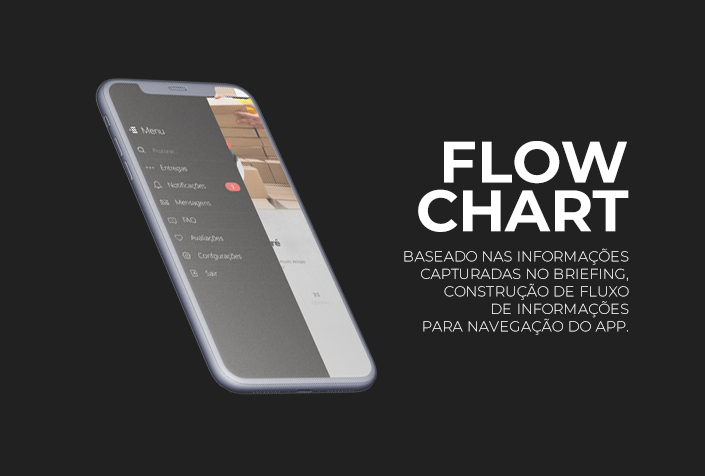 Menu
Procurar...
Entregas
Notificações
Mensagens
FAQ
Avaliações
Configurações
Sair
FLOW
CHART
BASEADO NAS INFORMAÇÕES
CAPTURADAS NO BRIEFING,
CONSTRUÇÃO DE FLUXO
DE INFORMAÇÕES
PARA NAVEGAÇÃO DO APP.